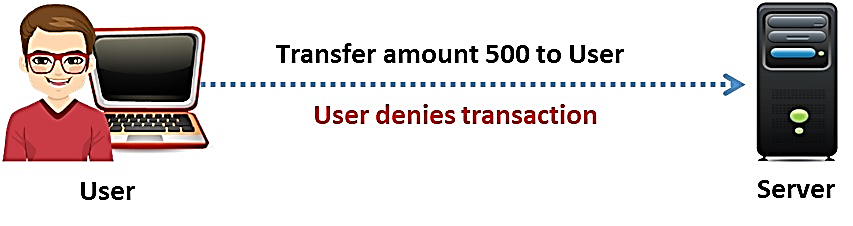 Transfer amount 500 to User
User denies transaction
User
Server